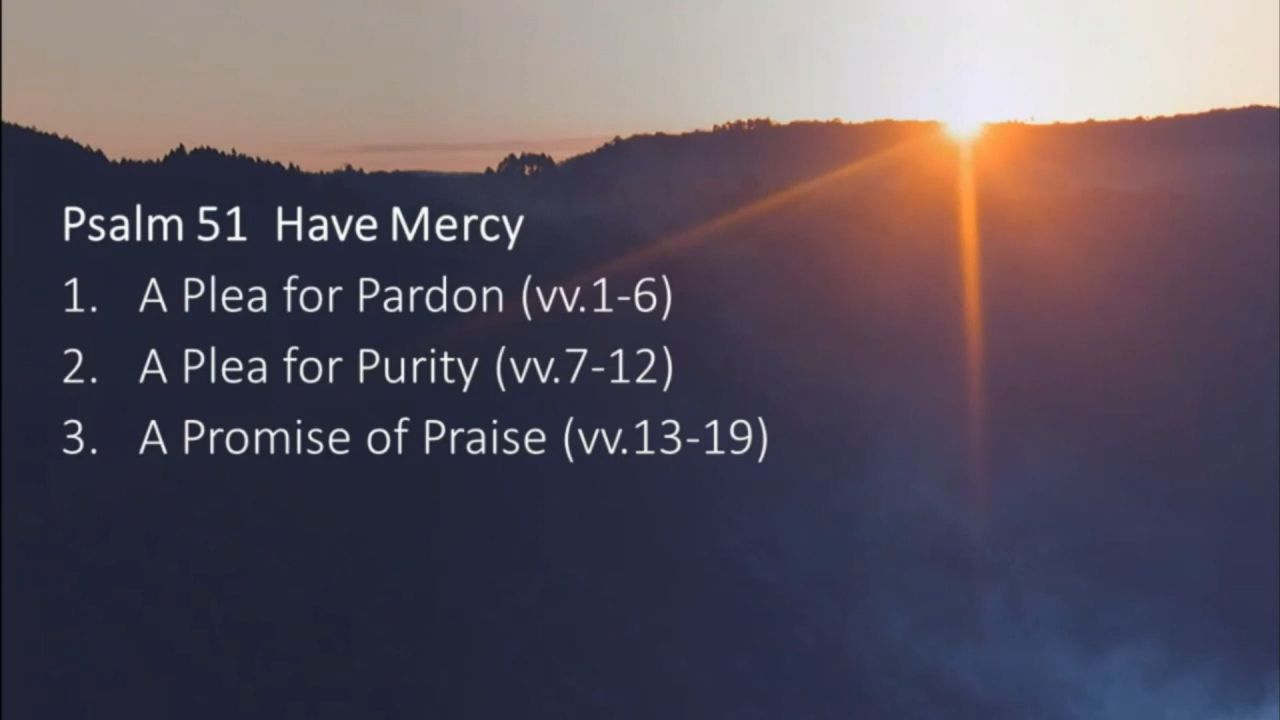 Psalm 51 Have Mercy
1. A Plea for Pardon (vv.1-6)
2. A Plea for Purity (vv.7-12)
3. A Promise of Praise (vv.13-19)